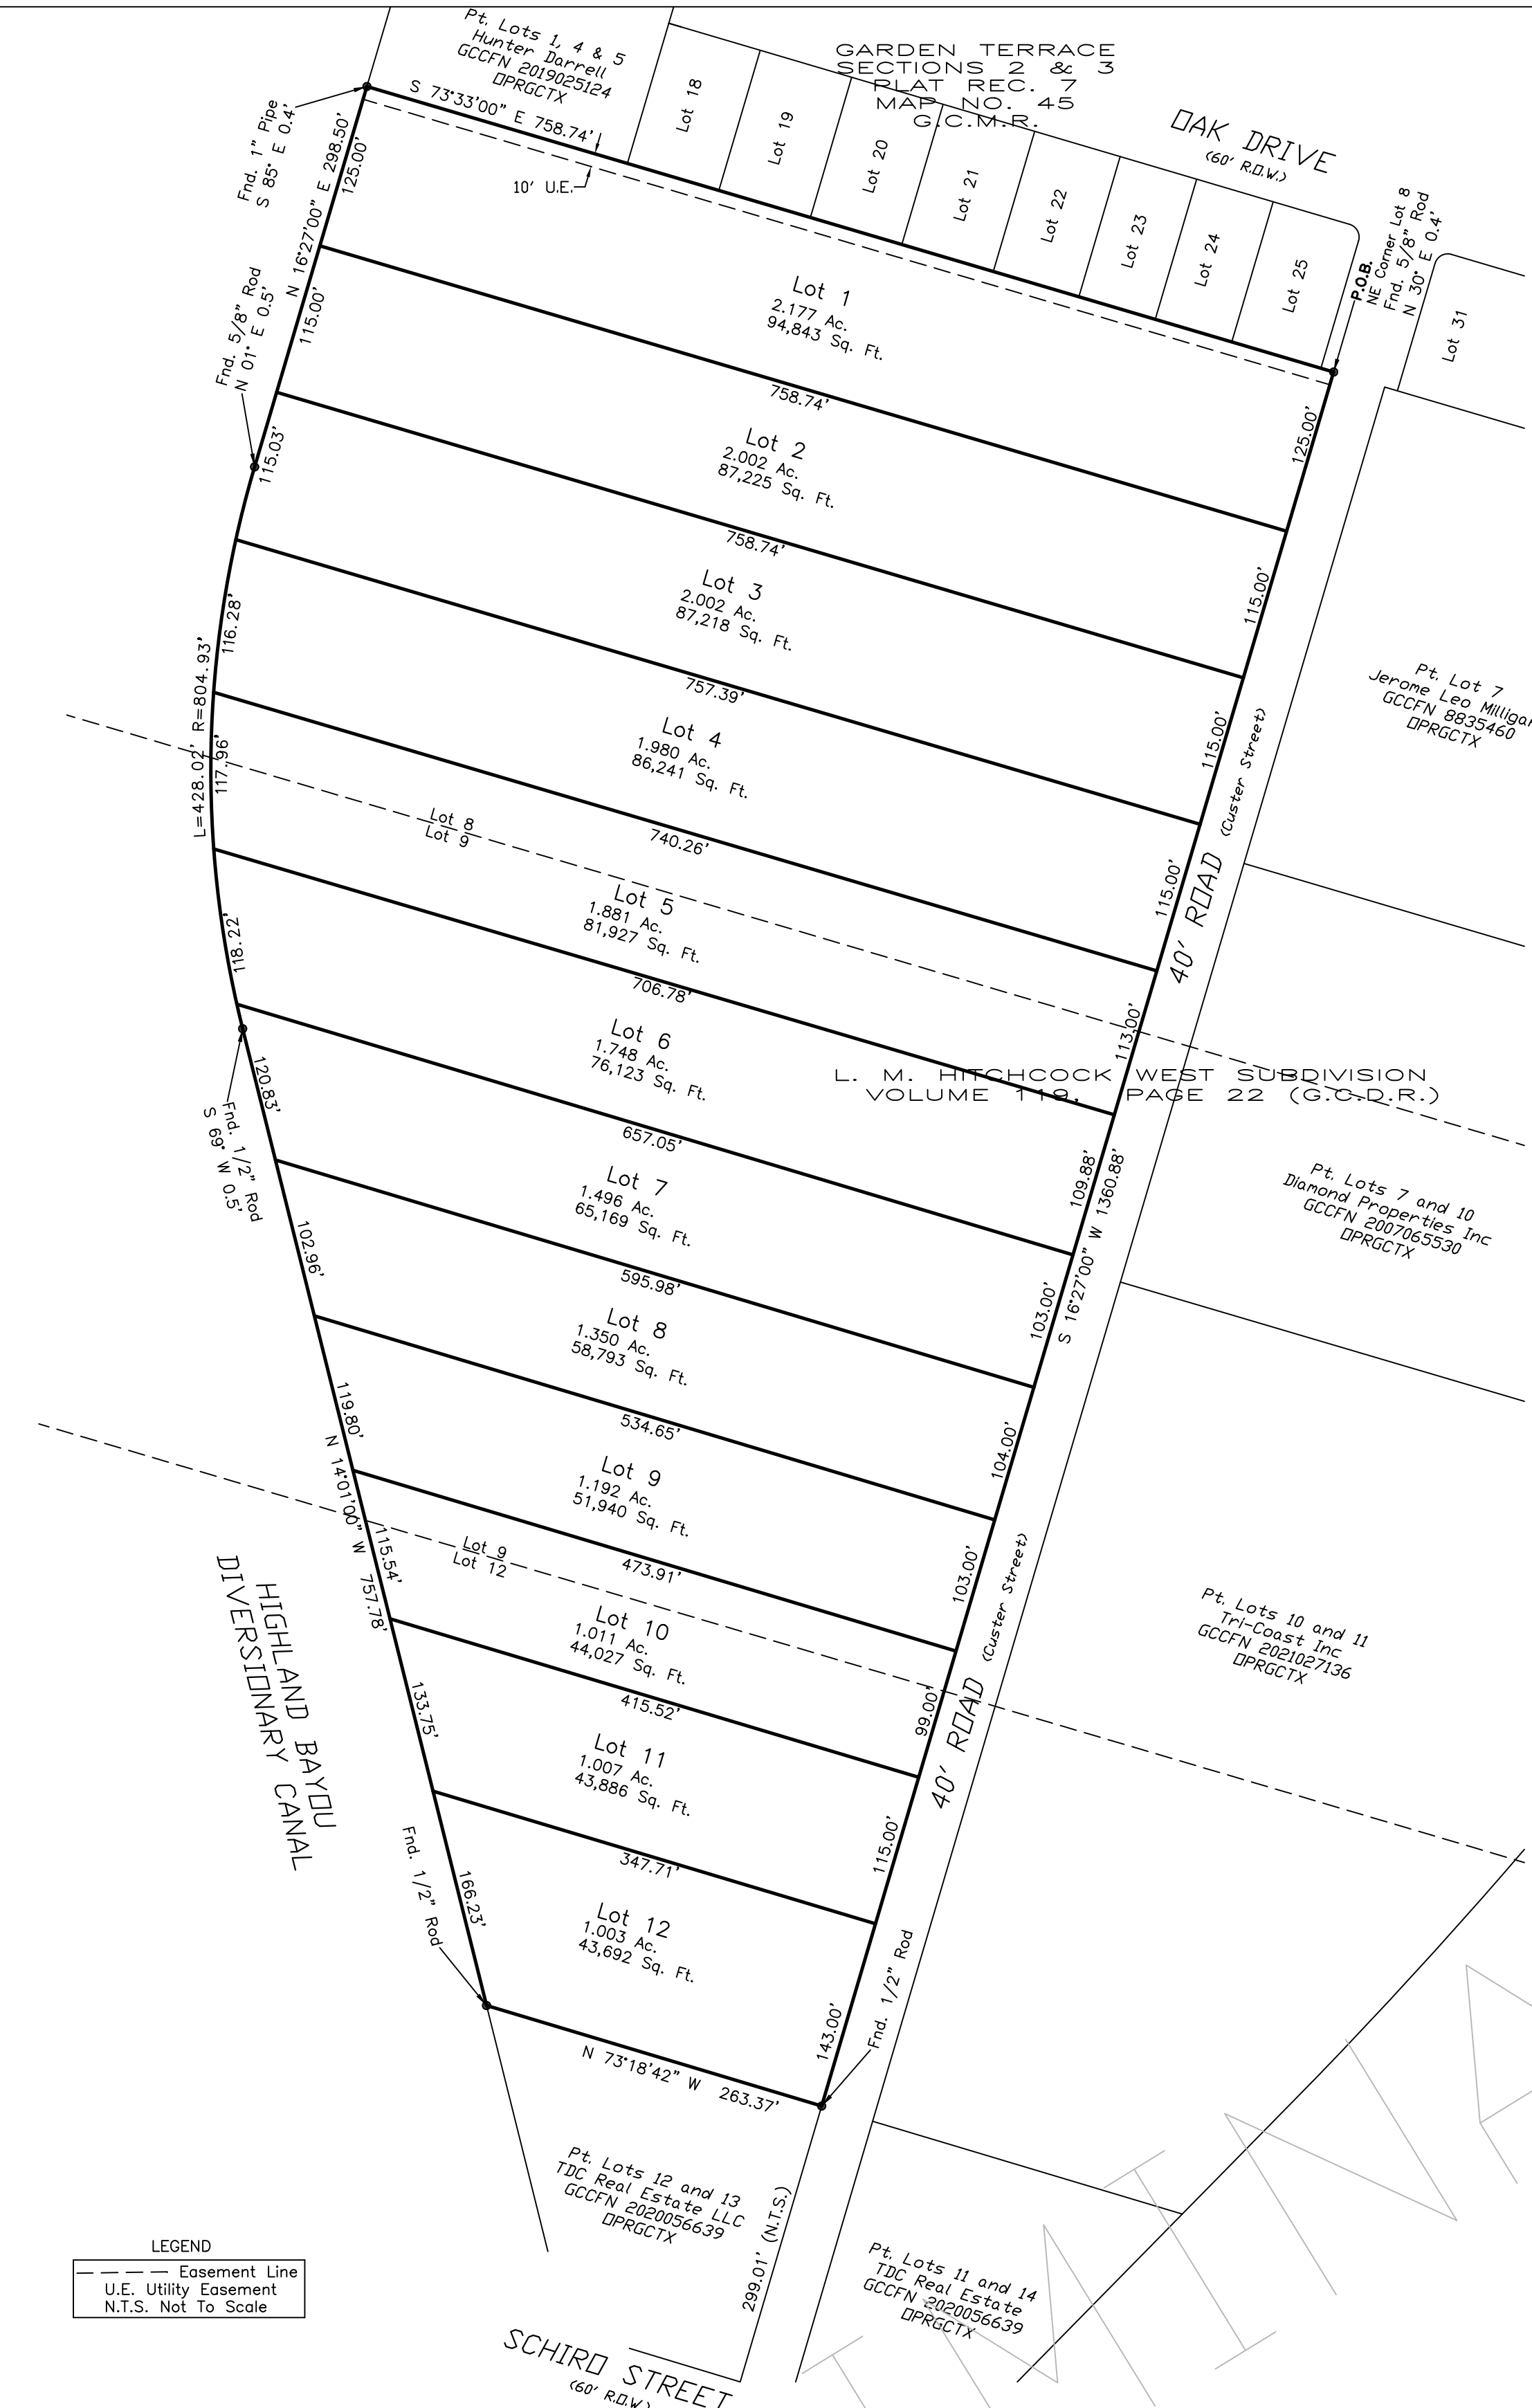 Pt. Lots 1, 4 & 5
Hunter Darrell
GCCFN 2019025124
OPRGCTX
GARDEN TERRACE
SECTIONS 2 & 3
PLAT REC. 7
MAP NO. 45
G.C.M.R.
OAK DRIVE
(60' R.O.W.)
Lot 18
Lot 19
Lot 20
Lot 21
Lot 22
Lot 23
Lot 24
Lot 25
Lot 31
P.O.B.
NE Corner Lot 8
Fnd. 5/8" Rod
N 30° E 0.4'
Fnd. 1" Pipe
S 85° E 0.4'
S 73°33'00" E 758.74'
10' U.E.
N 16°27'00" E 298.50'
125.00'
Lot 1
2.177 Ac.
94,843 Sq. Ft.
758.74'
125.00'
Fnd. 5/8" Rod
N 01° E 0.5'
115.00'
Lot 2
2.002 Ac.
87,225 Sq. Ft.
758.74'
115.00'
115.03'
Lot 3
2.002 Ac.
87,218 Sq. Ft.
757.39'
115.00'
Pt. Lot 7
Jerome Leo Milligan
GCCFN 8835460
OPRGCTX
L=428.02' R=804.93'
116.28'
Lot 4
1.980 Ac.
86,241 Sq. Ft.
740.26'
115.00'
40' ROAD (Custer Street)
117.96'
Lot 8
Lot 9
Lot 5
1.881 Ac.
81,927 Sq. Ft.
706.78'
113.00'
L. M. HITCHCOCK WEST SUBDIVISION
VOLUME 119, PAGE 22 (G.C.D.R.)
118.22'
Lot 6
1.748 Ac.
76,123 Sq. Ft.
657.05'
109.88'
S 16°27'00" W 1360.88'
Pt. Lots 7 and 10
Diamond Properties Inc
GCCFN 2007065530
OPRGCTX
Fnd. 1/2" Rod
S 69° W 0.5'
120.83'
Lot 7
1.496 Ac.
65,169 Sq. Ft.
595.98'
103.00'
102.96'
Lot 8
1.350 Ac.
58,793 Sq. Ft.
534.65'
104.00'
119.80'
N 14°01'00" W 757.78'
Lot 9
1.192 Ac.
51,940 Sq. Ft.
473.91'
103.00'
115.54'
Lot 9
Lot 12
Lot 10
1.011 Ac.
44,027 Sq. Ft.
415.52'
99.00'
40' ROAD (Custer Street)
Pt. Lots 10 and 11
Tri-Coast Inc
GCCFN 2021027136
OPRGCTX
HIGHLAND BAYOU
DIVERSIONARY CANAL
133.75'
Lot 11
1.007 Ac.
43,886 Sq. Ft.
347.71'
115.00'
Fnd. 1/2" Rod
166.23'
Lot 12
1.003 Ac.
43,692 Sq. Ft.
143.00'
Fnd. 1/2" Rod
N 73°18'42" W 263.37'
Pt. Lots 12 and 13
TDC Real Estate LLC
GCCFN 2020056639
OPRGCTX
299.01' (N.T.S.)
Pt. Lots 11 and 14
TDC Real Estate
GCCFN 2020056639
OPRGCTX
LEGEND
Easement Line
U.E. Utility Easement
N.T.S. Not To Scale
SCHIRO STREET
(60' R.O.W.)